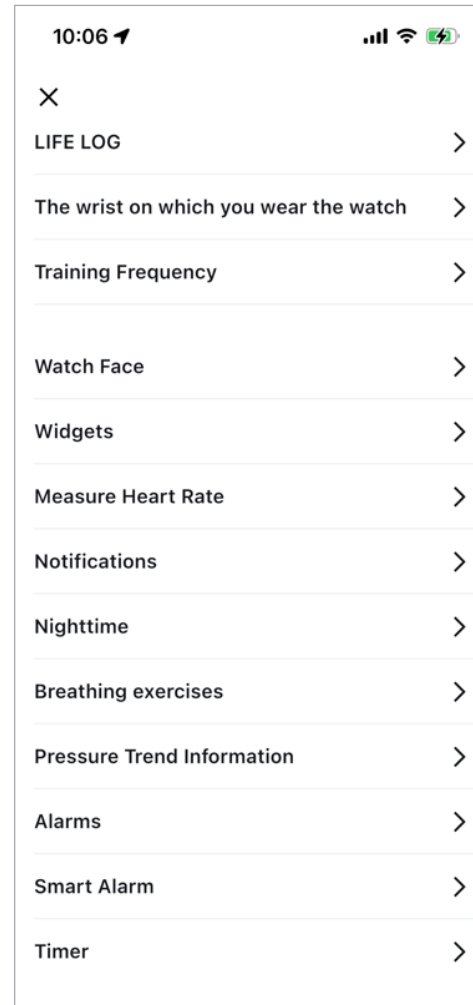 10:06
LIFE LOG
The wrist on which you wear the watch
Training Frequency
Watch Face
Widgets
Measure Heart Rate
Notifications
Nighttime
Breathing exercises
Pressure Trend Information
Alarms
Smart Alarm
Timer